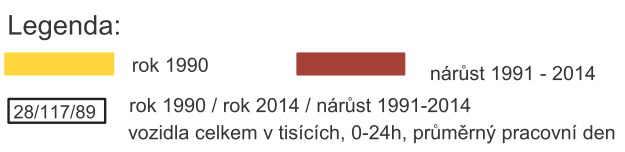 Legenda:
rok 1990
nárůst 1991 - 2014
28/117/89
rok 1990 / rok 2014 / nárůst 1991-2014
vozidla celkem v tisících, 0-24h, průměrný pracovní den